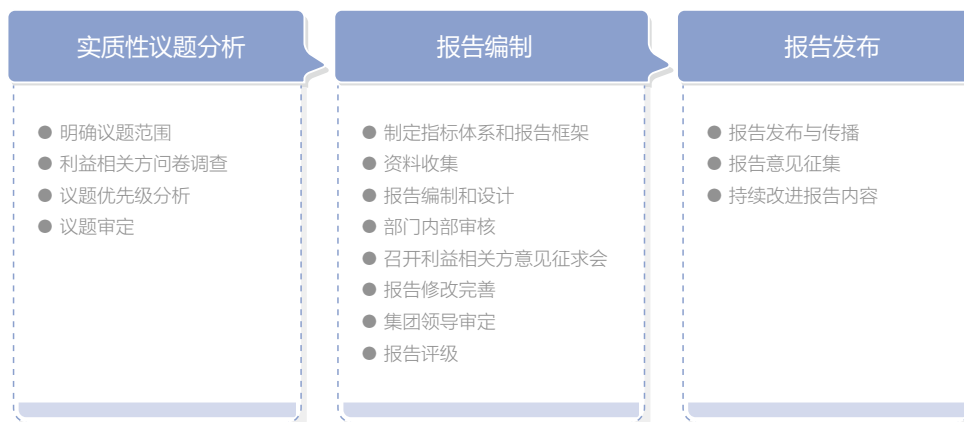 实质性议题分析
● 明确议题范围
● 利益相关方问卷调查
● 议题优先级分析
● 议题审定
报告编制
● 制定指标体系和报告框架
● 资料收集
● 报告编制和设计
● 部门内部审核
● 召开利益相关方意见征求会
● 报告修改完善
● 集团领导审定
● 报告评级
报告发布
● 报告发布与传播
● 报告意见征集
● 持续改进报告内容